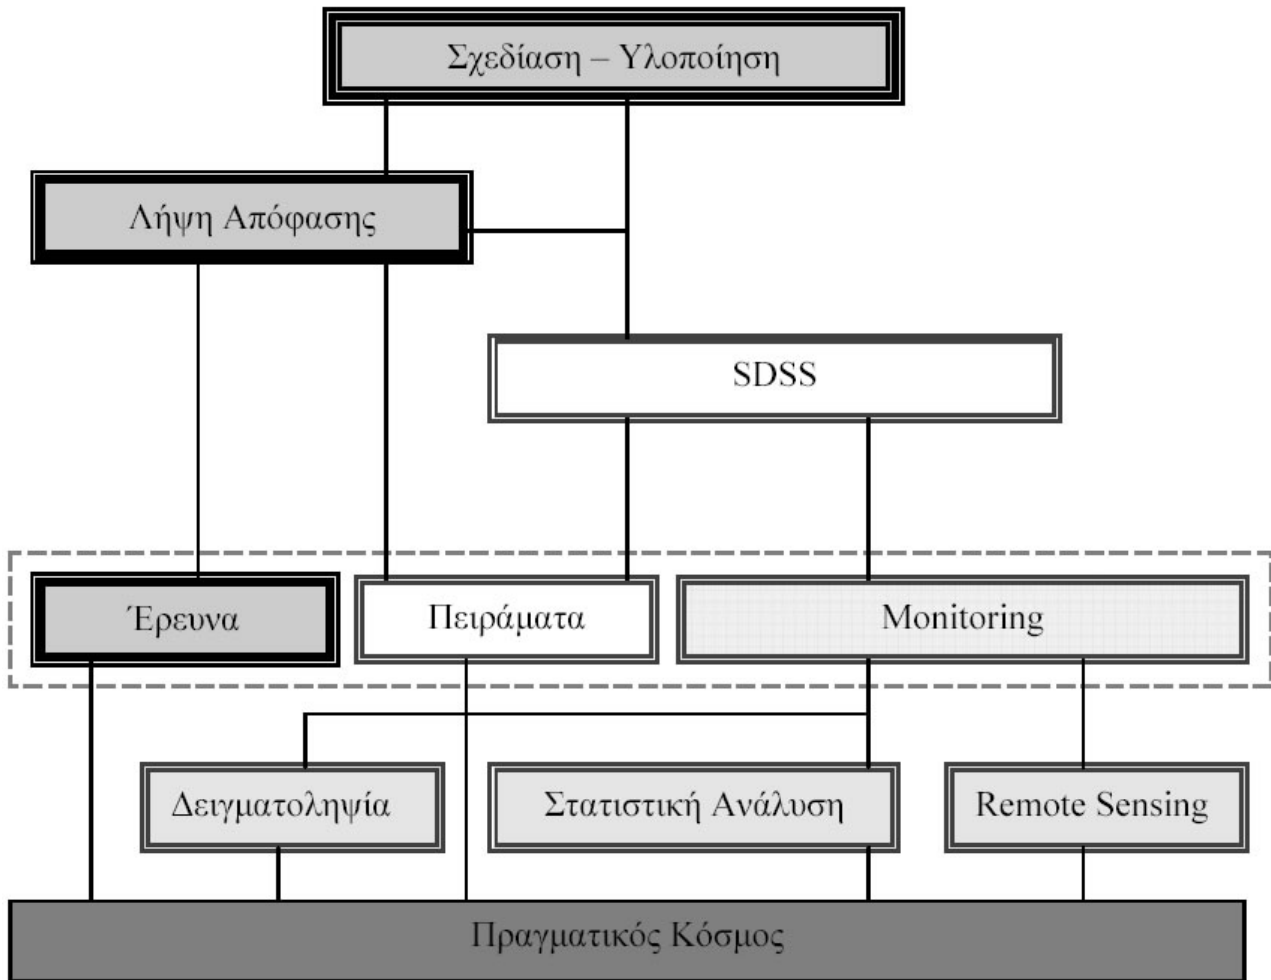 Σχεδίαση – Υλοποίηση
Λήψη Απόφασης
SDSS
Έρευνα
Πειράματα
Monitoring
Δειγματοληψία
Στατιστική Ανάλυση
Remote Sensing
Πραγματικός Κόσμος